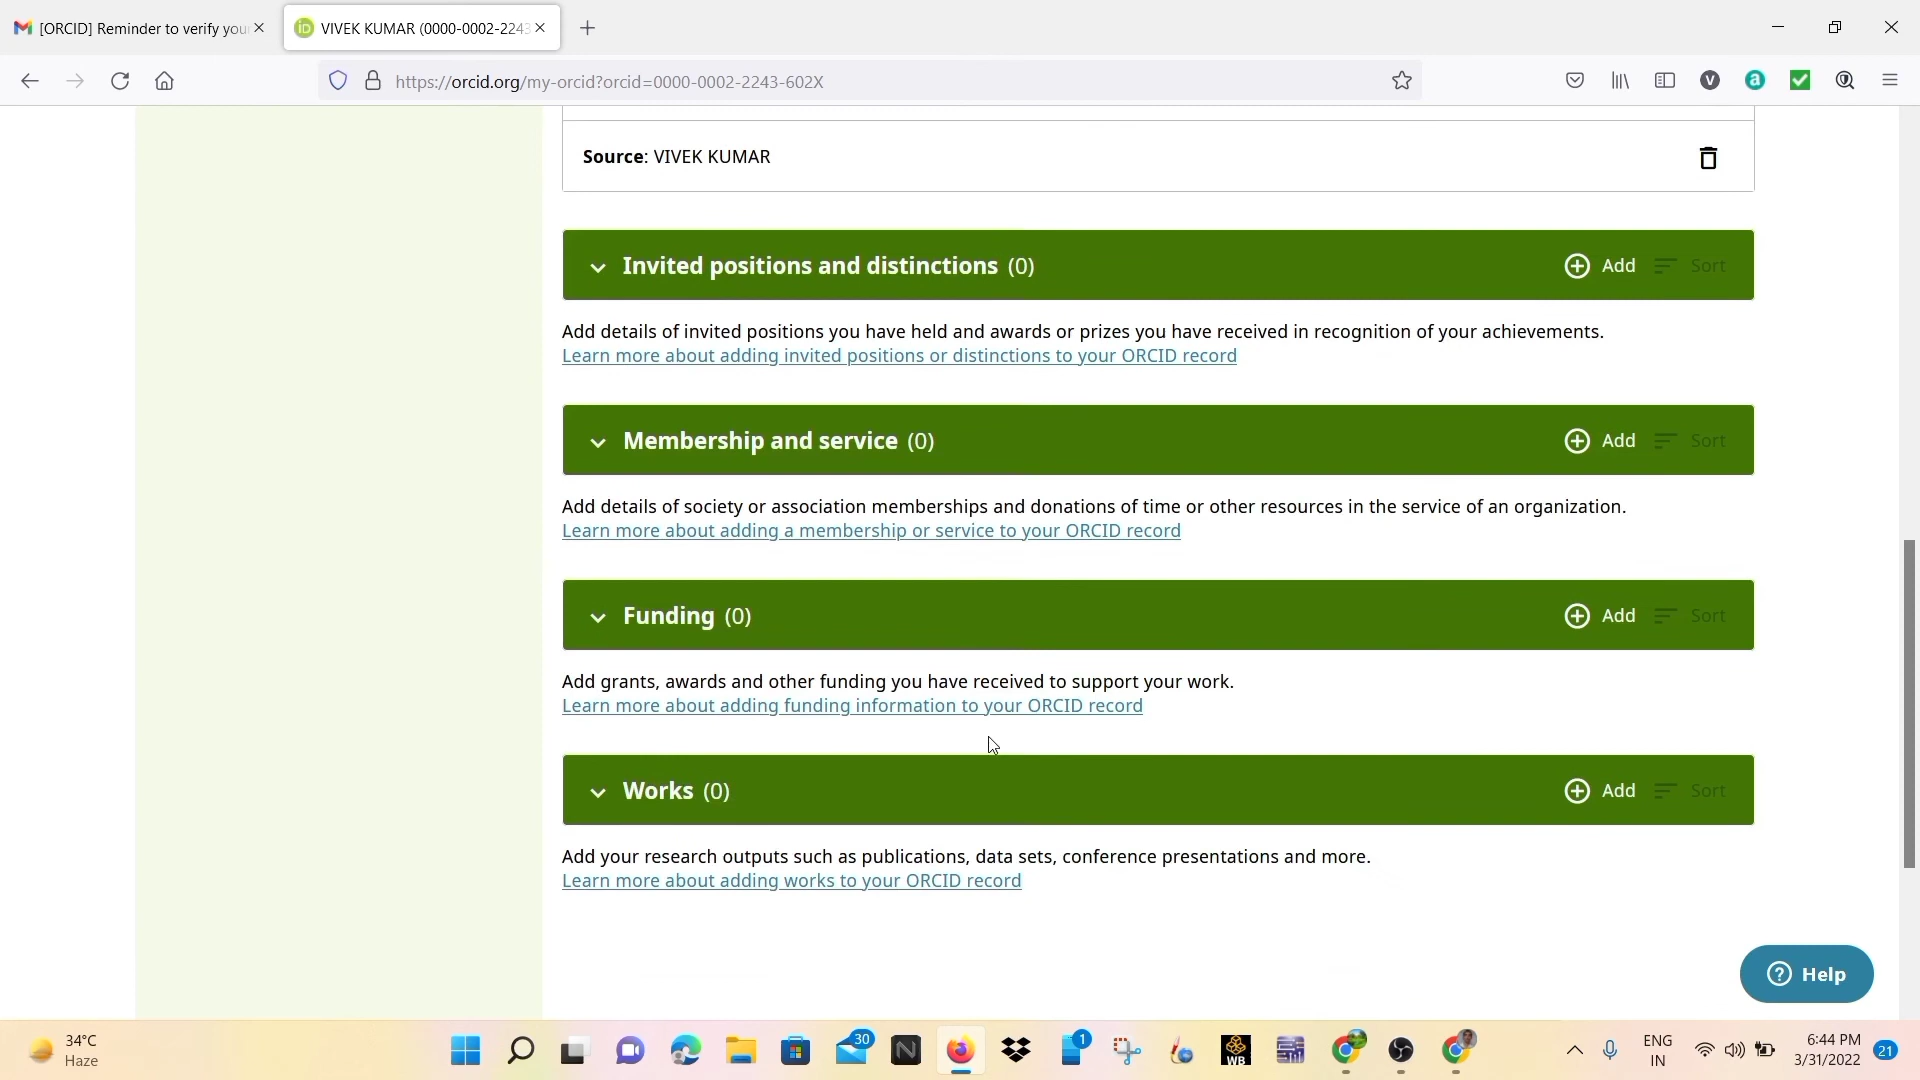 [ORCID] Reminder to verify you
VIVEK KUMAR (0000-0002-2243
https://orcid.org/my-orcid?orcid=0000-0002-2243-602X
Source: VIVEK KUMAR
Invited positions and distinctions (0)
Add
Sort
Add details of invited positions you have held and awards or prizes you have received in recognition of your achievements.
Learn more about adding invited positions or distinctions to your ORCID record
Membership and service (0)
Add
Sort
Add details of society or association memberships and donations of time or other resources in the service of an organization.
Learn more about adding a membership or service to your ORCID record
Funding (0)
Add
Sort
Add grants, awards and other funding you have received to support your work.
Learn more about adding funding information to your ORCID record
Works (0)
Add
Sort
Add your research outputs such as publications, data sets, conference presentations and more.
Learn more about adding works to your ORCID record
Help
34°C
Haze
30
1
WB
ENG
IN
6:44 PM
3/31/2022
21